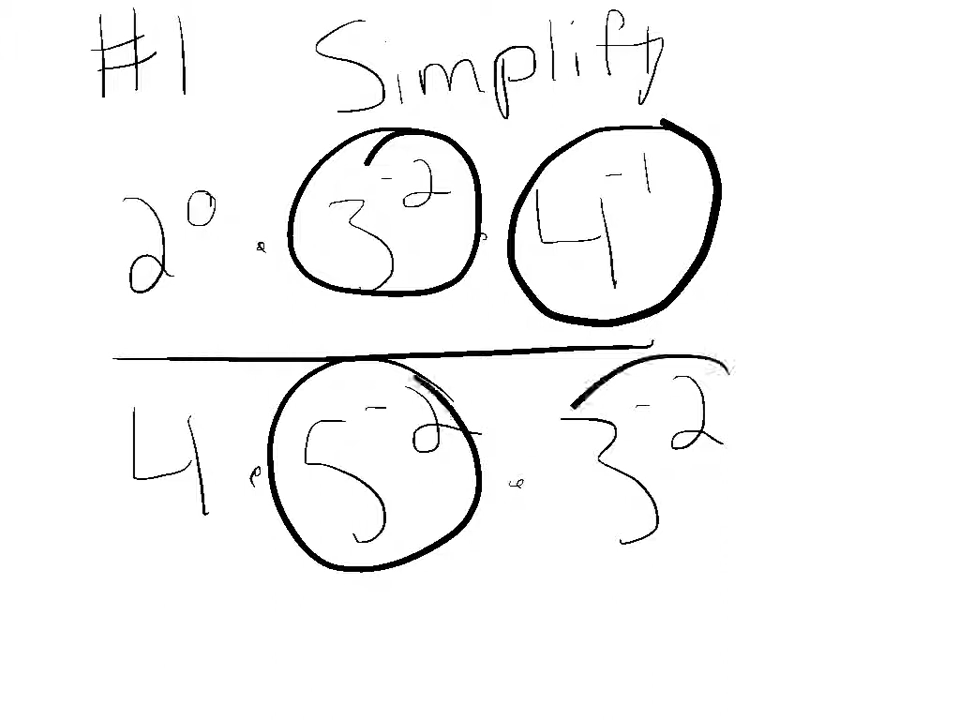 #1 Simplify
2⁰ · 3⁻² · 4⁻¹
4 · 5⁻² · 3⁻²